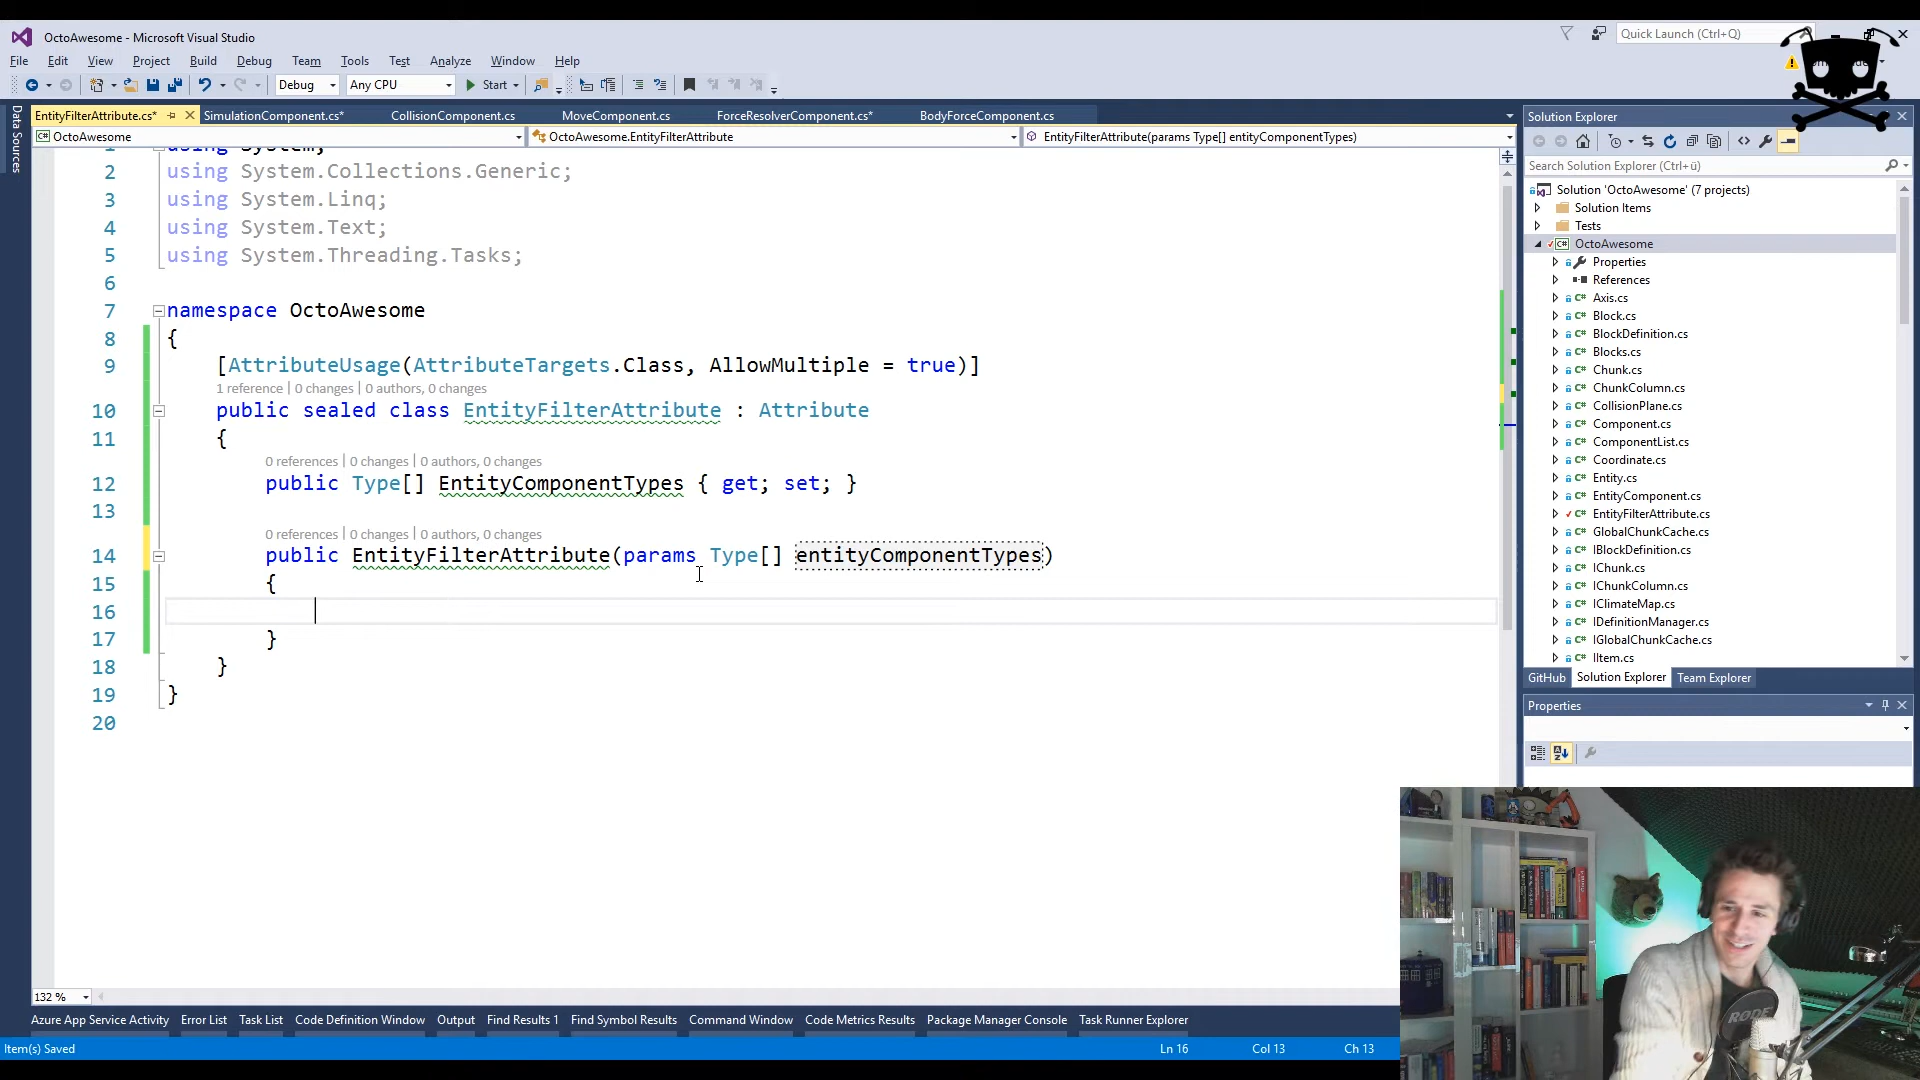 OctoAwesome - Microsoft Visual Studio
Quick Launch (Ctrl+Q)
File Edit View Project Build Debug Team Tools Test Analyze Window Help
Debug Any CPU Start
EntityFilterAttribute.cs* SimulationComponent.cs* CollisionComponent.cs MoveComponent.cs ForceResolverComponent.cs* BodyForceComponent.cs
OctoAwesome OctoAwesome.EntityFilterAttribute EntityFilterAttribute(params Type[] entityComponentTypes)
Data Sources
1 using System;
2 using System.Collections.Generic;
3 using System.Linq;
4 using System.Text;
5 using System.Threading.Tasks;
6
7 namespace OctoAwesome
8 {
9 [AttributeUsage(AttributeTargets.Class, AllowMultiple = true)]
1 reference | 0 changes | 0 authors, 0 changes
10 public sealed class EntityFilterAttribute : Attribute
11 {
0 references | 0 changes | 0 authors, 0 changes
12 public Type[] EntityComponentTypes { get; set; }
13
0 references | 0 changes | 0 authors, 0 changes
14 public EntityFilterAttribute(params Type[] entityComponentTypes)
15 {
16
17 }
18 }
19 }
20
132 %
Solution Explorer
Search Solution Explorer (Ctrl+ü)
Solution 'OctoAwesome' (7 projects)
Solution Items
Tests
OctoAwesome
Properties
References
Axis.cs
Block.cs
BlockDefinition.cs
Blocks.cs
Chunk.cs
ChunkColumn.cs
CollisionPlane.cs
Component.cs
ComponentList.cs
Coordinate.cs
Entity.cs
EntityComponent.cs
EntityFilterAttribute.cs
GlobalChunkCache.cs
IBlockDefinition.cs
IChunk.cs
IChunkColumn.cs
IClimateMap.cs
IDefinitionManager.cs
IGlobalChunkCache.cs
IItem.cs
GitHub Solution Explorer Team Explorer
Properties
RODE
Azure App Service Activity Error List Task List Code Definition Window Output Find Results 1 Find Symbol Results Command Window Code Metrics Results Package Manager Console Task Runner Explorer
Item(s) Saved Ln 16 Col 13 Ch 13